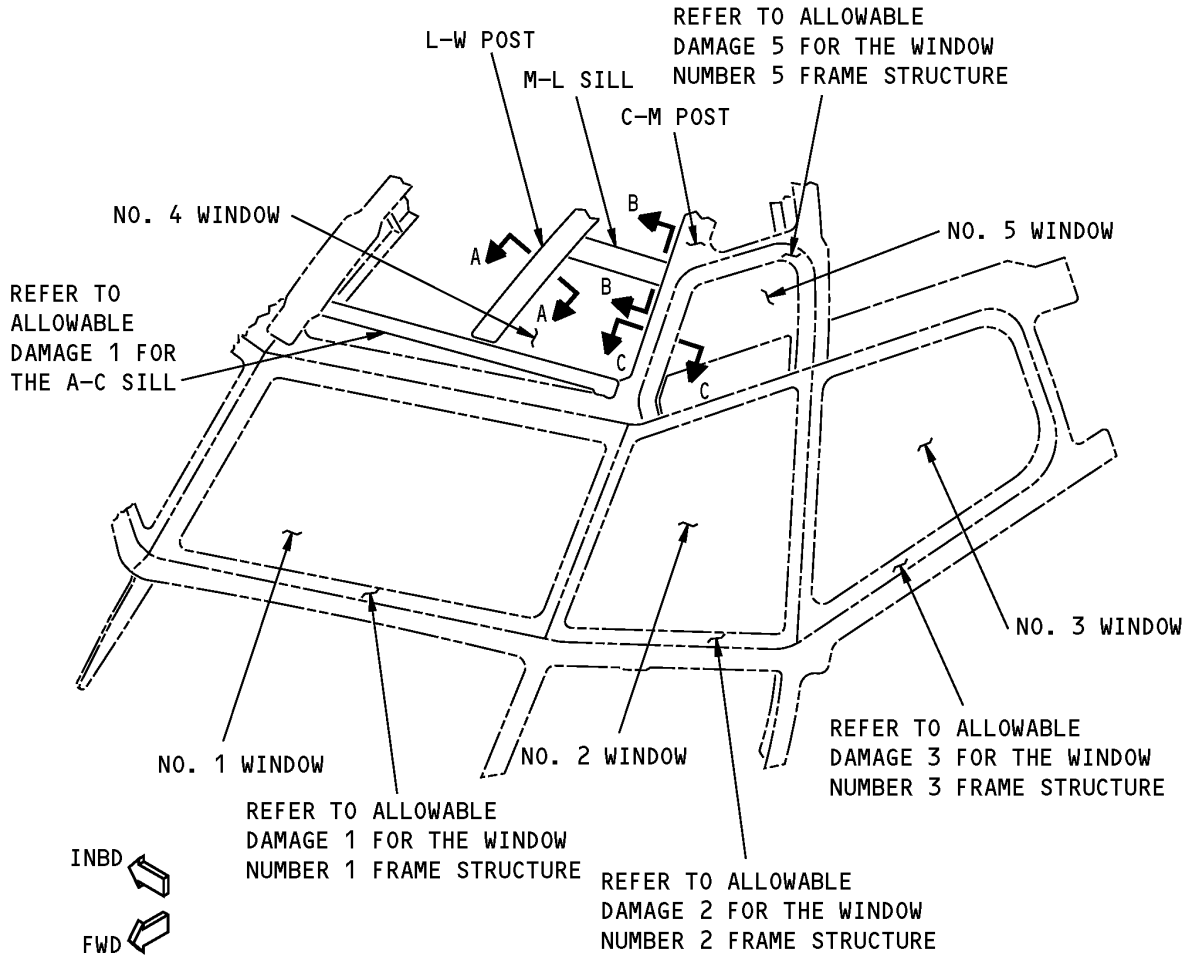 REFER TO ALLOWABLE
DAMAGE 5 FOR THE WINDOW
NUMBER 5 FRAME STRUCTURE
L-W POST
M-L SILL
C-M POST
NO. 4 WINDOW
B
NO. 5 WINDOW
A
B
A
REFER TO
ALLOWABLE
DAMAGE 1 FOR
THE A-C SILL
C
C
NO. 3 WINDOW
NO. 1 WINDOW
NO. 2 WINDOW
REFER TO ALLOWABLE
DAMAGE 3 FOR THE WINDOW
NUMBER 3 FRAME STRUCTURE
REFER TO ALLOWABLE
DAMAGE 1 FOR THE WINDOW
NUMBER 1 FRAME STRUCTURE
REFER TO ALLOWABLE
DAMAGE 2 FOR THE WINDOW
NUMBER 2 FRAME STRUCTURE
INBD
FWD